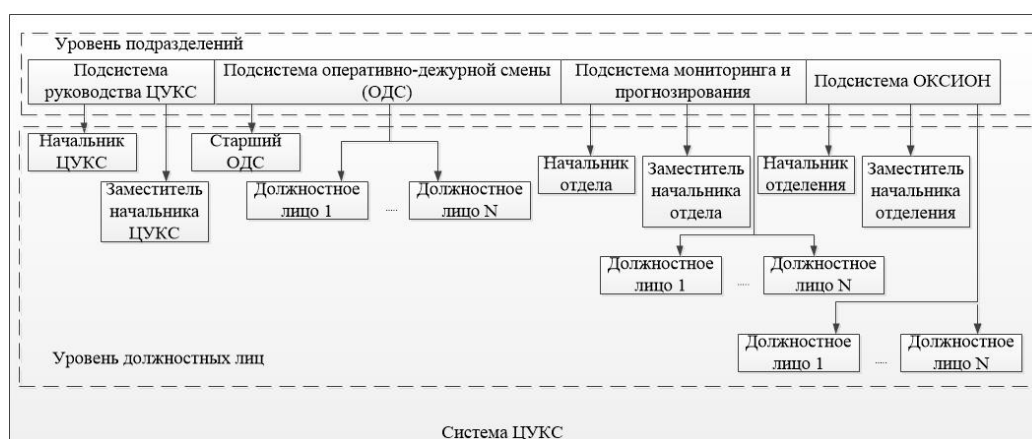 Уровень подразделений
Подсистема
руководства ЦУКС
Подсистема оперативно-дежурной смены
(ОДС)
Подсистема мониторинга и
прогнозирования
Подсистема ОКСИОН
Начальник
ЦУКС
Заместитель
начальника
ЦУКС
Старший
ОДС
Должностное
лицо 1
.....
Должностное
лицо N
Начальник
отдела
Заместитель
начальника
отдела
Начальник
отделения
Заместитель
начальника
отделения
Должностное
лицо 1
.....
Должностное
лицо N
Должностное
лицо 1
.....
Должностное
лицо N
Уровень должностных лиц
Система ЦУКС